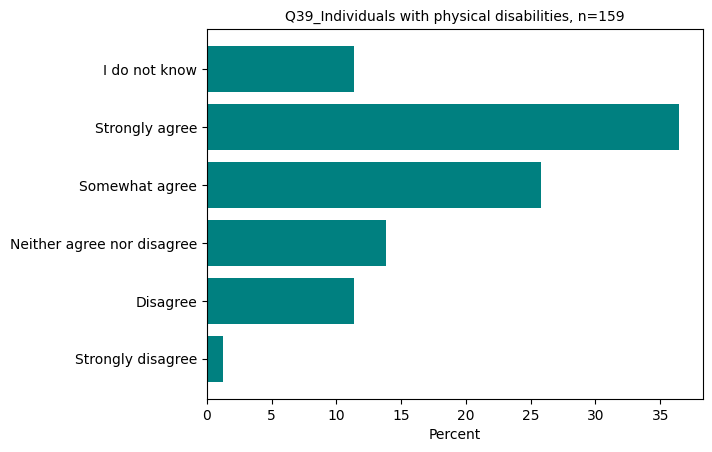 Q39_Individuals with physical disabilities, n=159
I do not know
Strongly agree
Somewhat agree
Neither agree nor disagree
Disagree
Strongly disagree
0 5 10 15 20 25 30 35
Percent